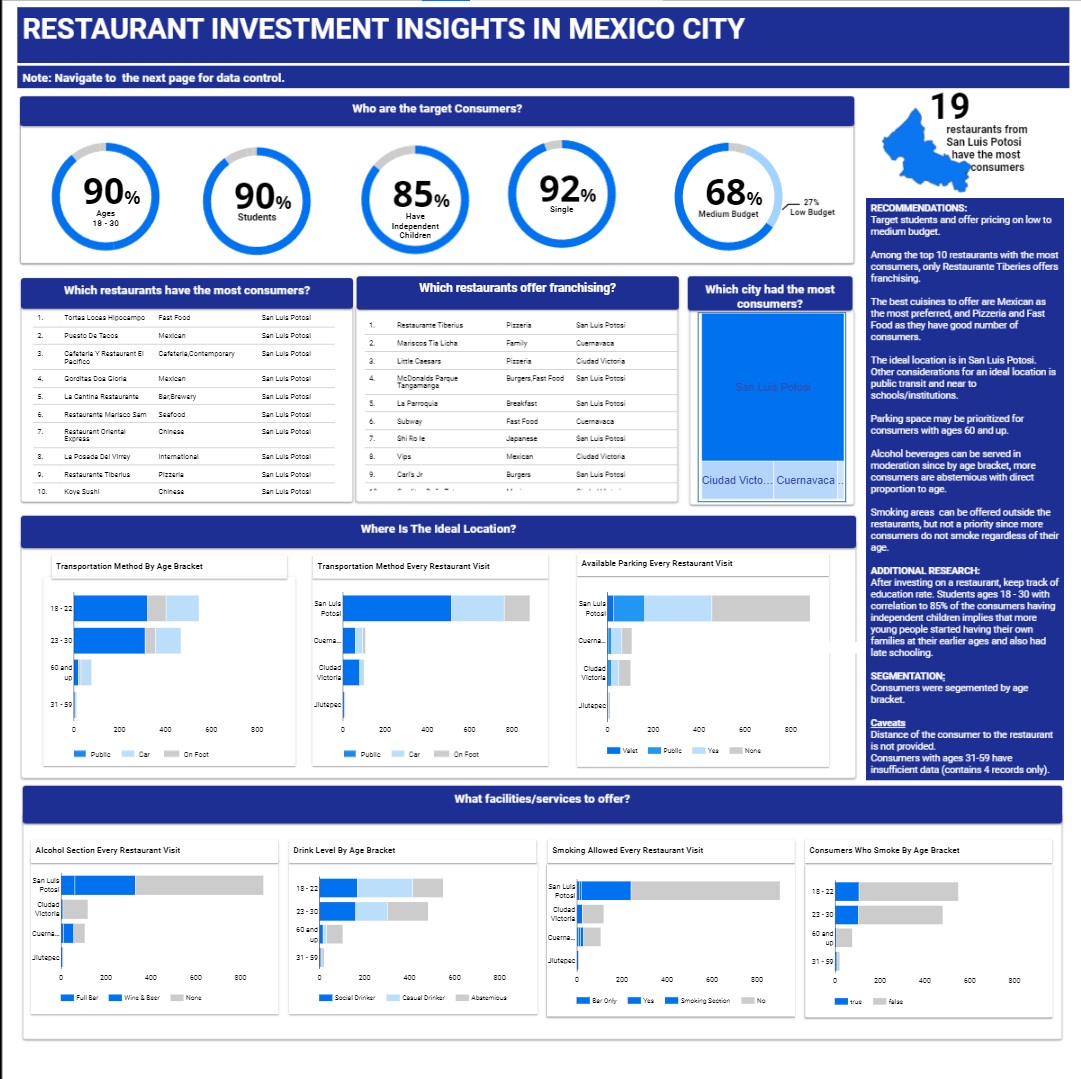 RESTAURANT INVESTMENT INSIGHTS IN MEXICO CITY
Note: Navigate to the next page for data control.
Who are the target Consumers?
90%
Ages
18 - 30
90%
Students
85%
Have
Independent
Children
92%
Single
68%
Medium Budget
27%
Low Budget
19
restaurants from
San Luis Potosi
have the most
consumers
Which restaurants have the most consumers?
1. Tortas Locas Hipocampo Fast Food San Luis Potosi
2. Puesto De Tacos Mexican San Luis Potosi
3. Cafeteria Y Restaurant El Cafeteria,Contemporary San Luis Potosi
Pacifico
4. Gorditas Doa Gloria Mexican San Luis Potosi
5. La Cantina Restaurante Bar,Brewery San Luis Potosi
6. Restaurante Marisco Sam Seafood San Luis Potosi
7. Restaurant Oriental Chinese San Luis Potosi
Express
8. La Posada Del Virrey International San Luis Potosi
9. Restaurante Tiberius Pizzeria San Luis Potosi
10. Koye Sushi Chinese San Luis Potosi
Which restaurants offer franchising?
1. Restaurante Tiberius Pizzeria San Luis Potosi
2. Mariscos Tia Licha Family Cuernavaca
3. Little Caesars Pizzeria Ciudad Victoria
4. McDonalds Parque Burgers,Fast Food San Luis Potosi
Tangamanga
5. La Parroquia Breakfast San Luis Potosi
6. Subway Fast Food Cuernavaca
7. Shi Ro Ie Japanese San Luis Potosi
8. Vips Mexican Ciudad Victoria
9. Carl's Jr Burgers San Luis Potosi
Which city had the most
consumers?
San Luis Potosi
Ciudad Victo...
Cuernavaca
..
RECOMMENDATIONS:
Target students and offer pricing on low to
medium budget.
Among the top 10 restaurants with the most
consumers, only Restaurante Tiberies offers
franchising.
The best cuisines to offer are Mexican as
the most preferred, and Pizzeria and Fast
Food as they have good number of
consumers.
The ideal location is in San Luis Potosi.
Other considerations for an ideal location is
public transit and near to
schools/institutions.
Parking space may be prioritized for
consumers with ages 60 and up.
Alcohol beverages can be served in
moderation since by age bracket, more
consumers are abstemious with direct
proportion to age.
Smoking areas can be offered outside the
restaurants, but not a priority since more
consumers do not smoke regardless of their
age.
ADDITIONAL RESEARCH:
After investing on a restaurant, keep track of
education rate. Students ages 18 - 30 with
correlation to 85% of the consumers having
independent children implies that more
young people started having their own
families at their earlier ages and also had
late schooling.
SEGMENTATION;
Consumers were segemented by age
bracket.
Caveats
Distance of the consumer to the restaurant
is not provided.
Consumers with ages 31-59 have
insufficient data (contains 4 records only).
Where Is The Ideal Location?
Transportation Method By Age Bracket
18 - 22
23 - 30
60 and
up
31 - 59
0 200 400 600 800
Public Car On Foot
Transportation Method Every Restaurant Visit
San Luis
Potosi
Cuerna...
Ciudad
Victoria
Jiutepec
0 200 400 600 800
Public Car On Foot
Available Parking Every Restaurant Visit
San Luis
Potosi
Cuerna...
Ciudad
Victoria
Jiutepec
0 200 400 600 800
Valet Public Yes None
What facilities/services to offer?
Alcohol Section Every Restaurant Visit
San Luis
Potosi
Ciudad
Victoria
Cuerna...
Jiutepec
0 200 400 600 800
Full Bar Wine & Beer None
Drink Level By Age Bracket
18 - 22
23 - 30
60 and
up
31 - 59
0 200 400 600 800
Social Drinker Casual Drinker Abstemious
Smoking Allowed Every Restaurant Visit
San Luis
Potosi
Ciudad
Victoria
Cuerna...
Jiutepec
0 200 400 600 800
Bar Only Yes Smoking Section No
Consumers Who Smoke By Age Bracket
18 - 22
23 - 30
60 and
up
31 - 59
0 200 400 600 800
true false